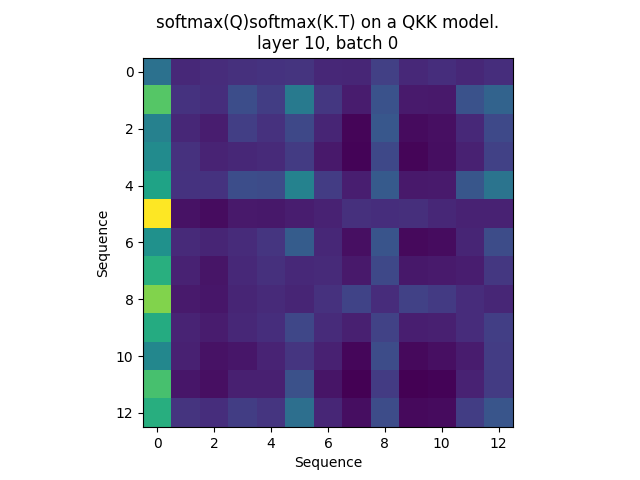 softmax(Q)softmax(K.T) on a QKK model.
layer 10, batch 0
0
2
4
6
8
10
12
Sequence
0 2 4 6 8 10 12
Sequence